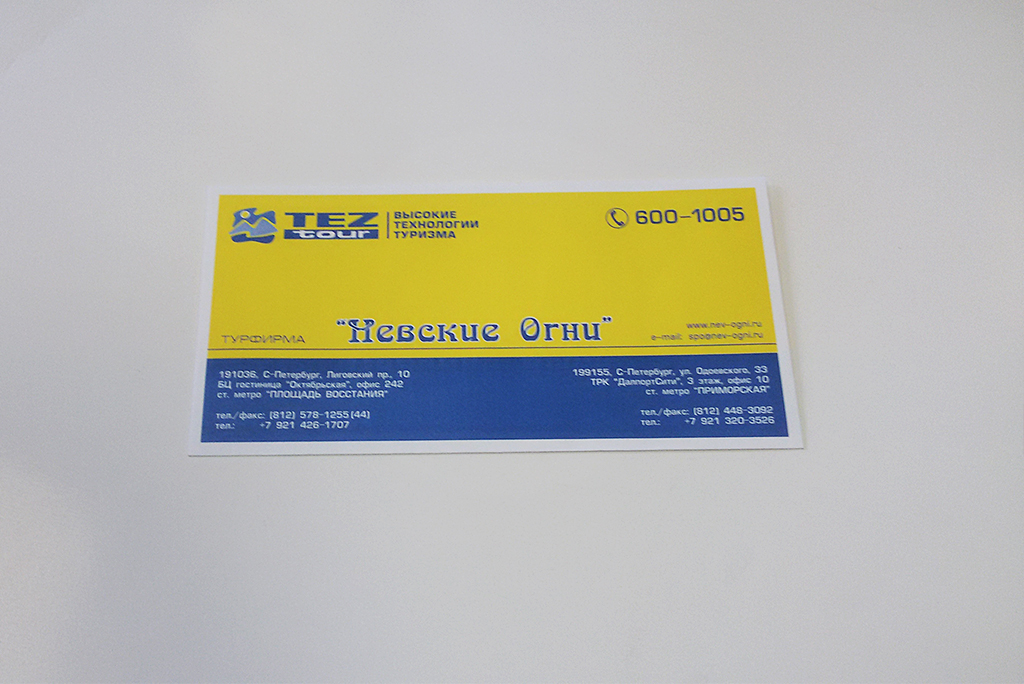 TEZ
tour
ВЫСОКИЕ
ТЕХНОЛОГИИ
ТУРИЗМА
600-1005
ТУРФИРМА
"Невские Огни"
www.nev-ogni.ru
e-mail: spo@nev-ogni.ru
191036, С-Петербург, Лиговский пр., 10
БЦ гостиница "Октябрьская", офис 242
ст. метро "ПЛОЩАДЬ ВОССТАНИЯ"
тел./факс: (812) 578-1255(44)
тел.: +7 921 426-1707
199155, С-Петербург, ул. Одоевского, 33
ТРК "ДалпортСити", 3 этаж, офис 10
ст. метро "ПРИМОРСКАЯ"
тел./факс: (812) 448-3092
тел.: +7 921 320-3526